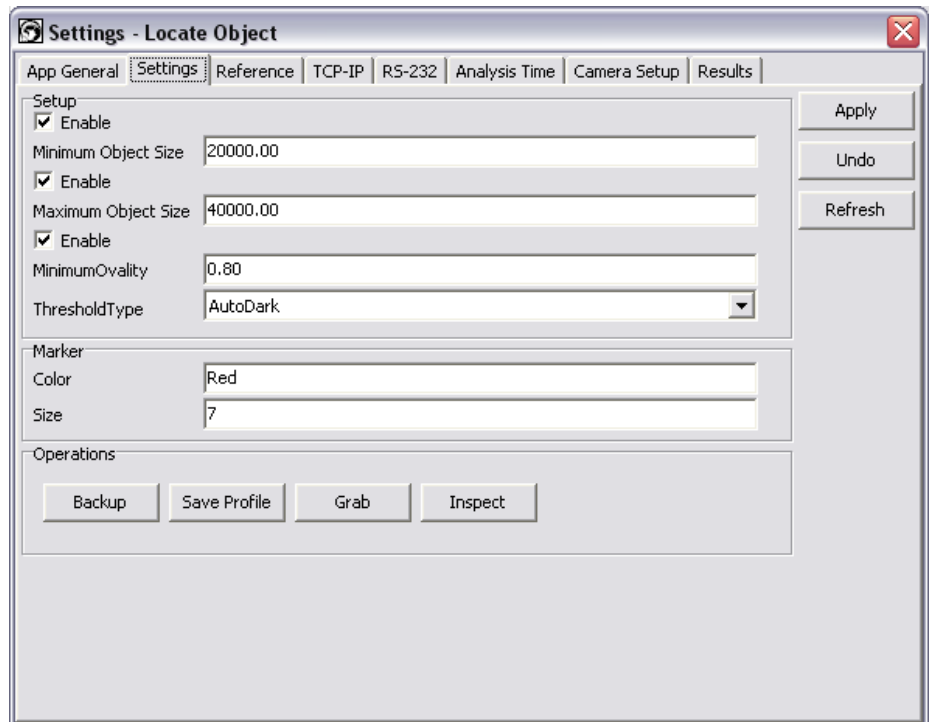 Settings - Locate Object
App General Settings Reference TCP-IP RS-232 Analysis Time Camera Setup Results
Setup
Enable
Minimum Object Size 20000.00
Enable
Maximum Object Size 40000.00
Enable
MinimumOvality 0.80
ThresholdType AutoDark
Marker
Color Red
Size 7
Operations
Backup Save Profile Grab Inspect
Apply
Undo
Refresh